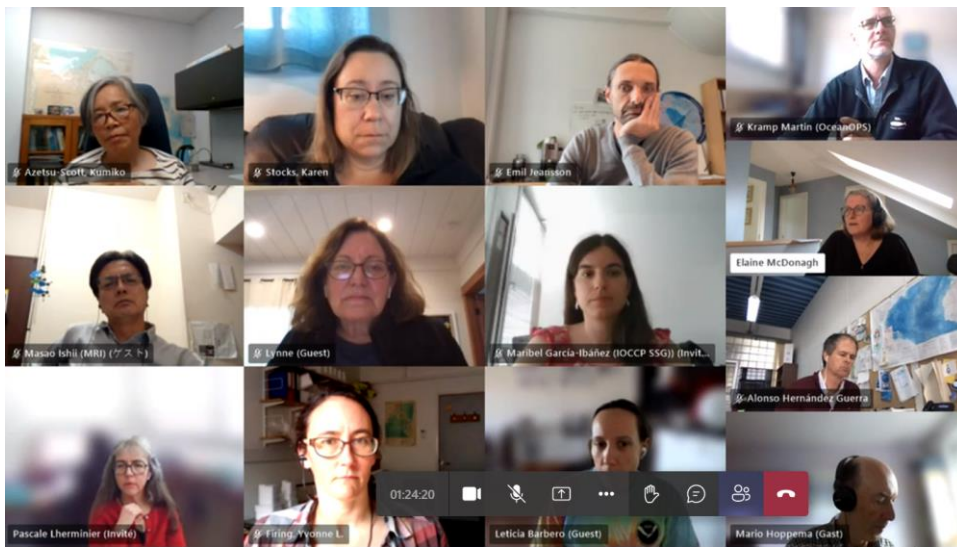 Azetsu-Scott, Kumiko
Stocks, Karen
Emil Jeansson
Kramp Martin (OceanOPS)
Elaine McDonagh
Masao Ishii (MRI) (ゲスト)
Lynne (Guest)
Maribel García-Ibáñez (IOCCP SSG)) (Invit...
Alonso Hernández Guerra
01:24:20
Pascale Lherminier (Invité)
Firing, Yvonne L.
Leticia Barbero (Guest)
Mario Hoppema (Gast)